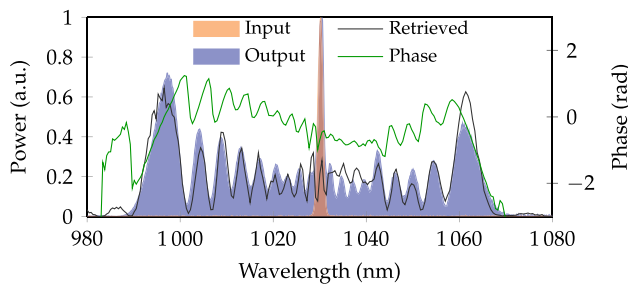 1
0.8
0.6
0.4
0.2
0
Power (a.u.)
Input
Output
Retrieved
Phase
2
0
−2
Phase (rad)
980
1 000
1 020
1 040
1 060
1 080
Wavelength (nm)